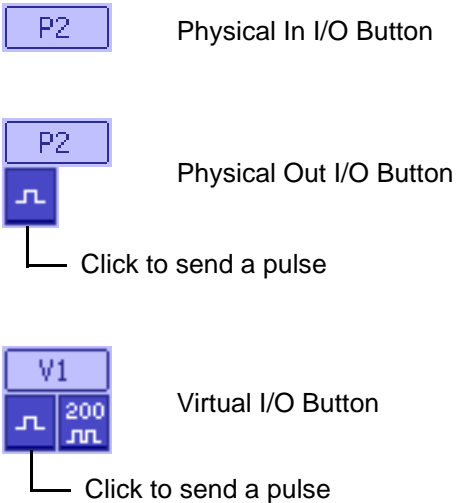 P2
Physical In I/O Button
P2
Physical Out I/O Button
Click to send a pulse
V1
200
Virtual I/O Button
Click to send a pulse